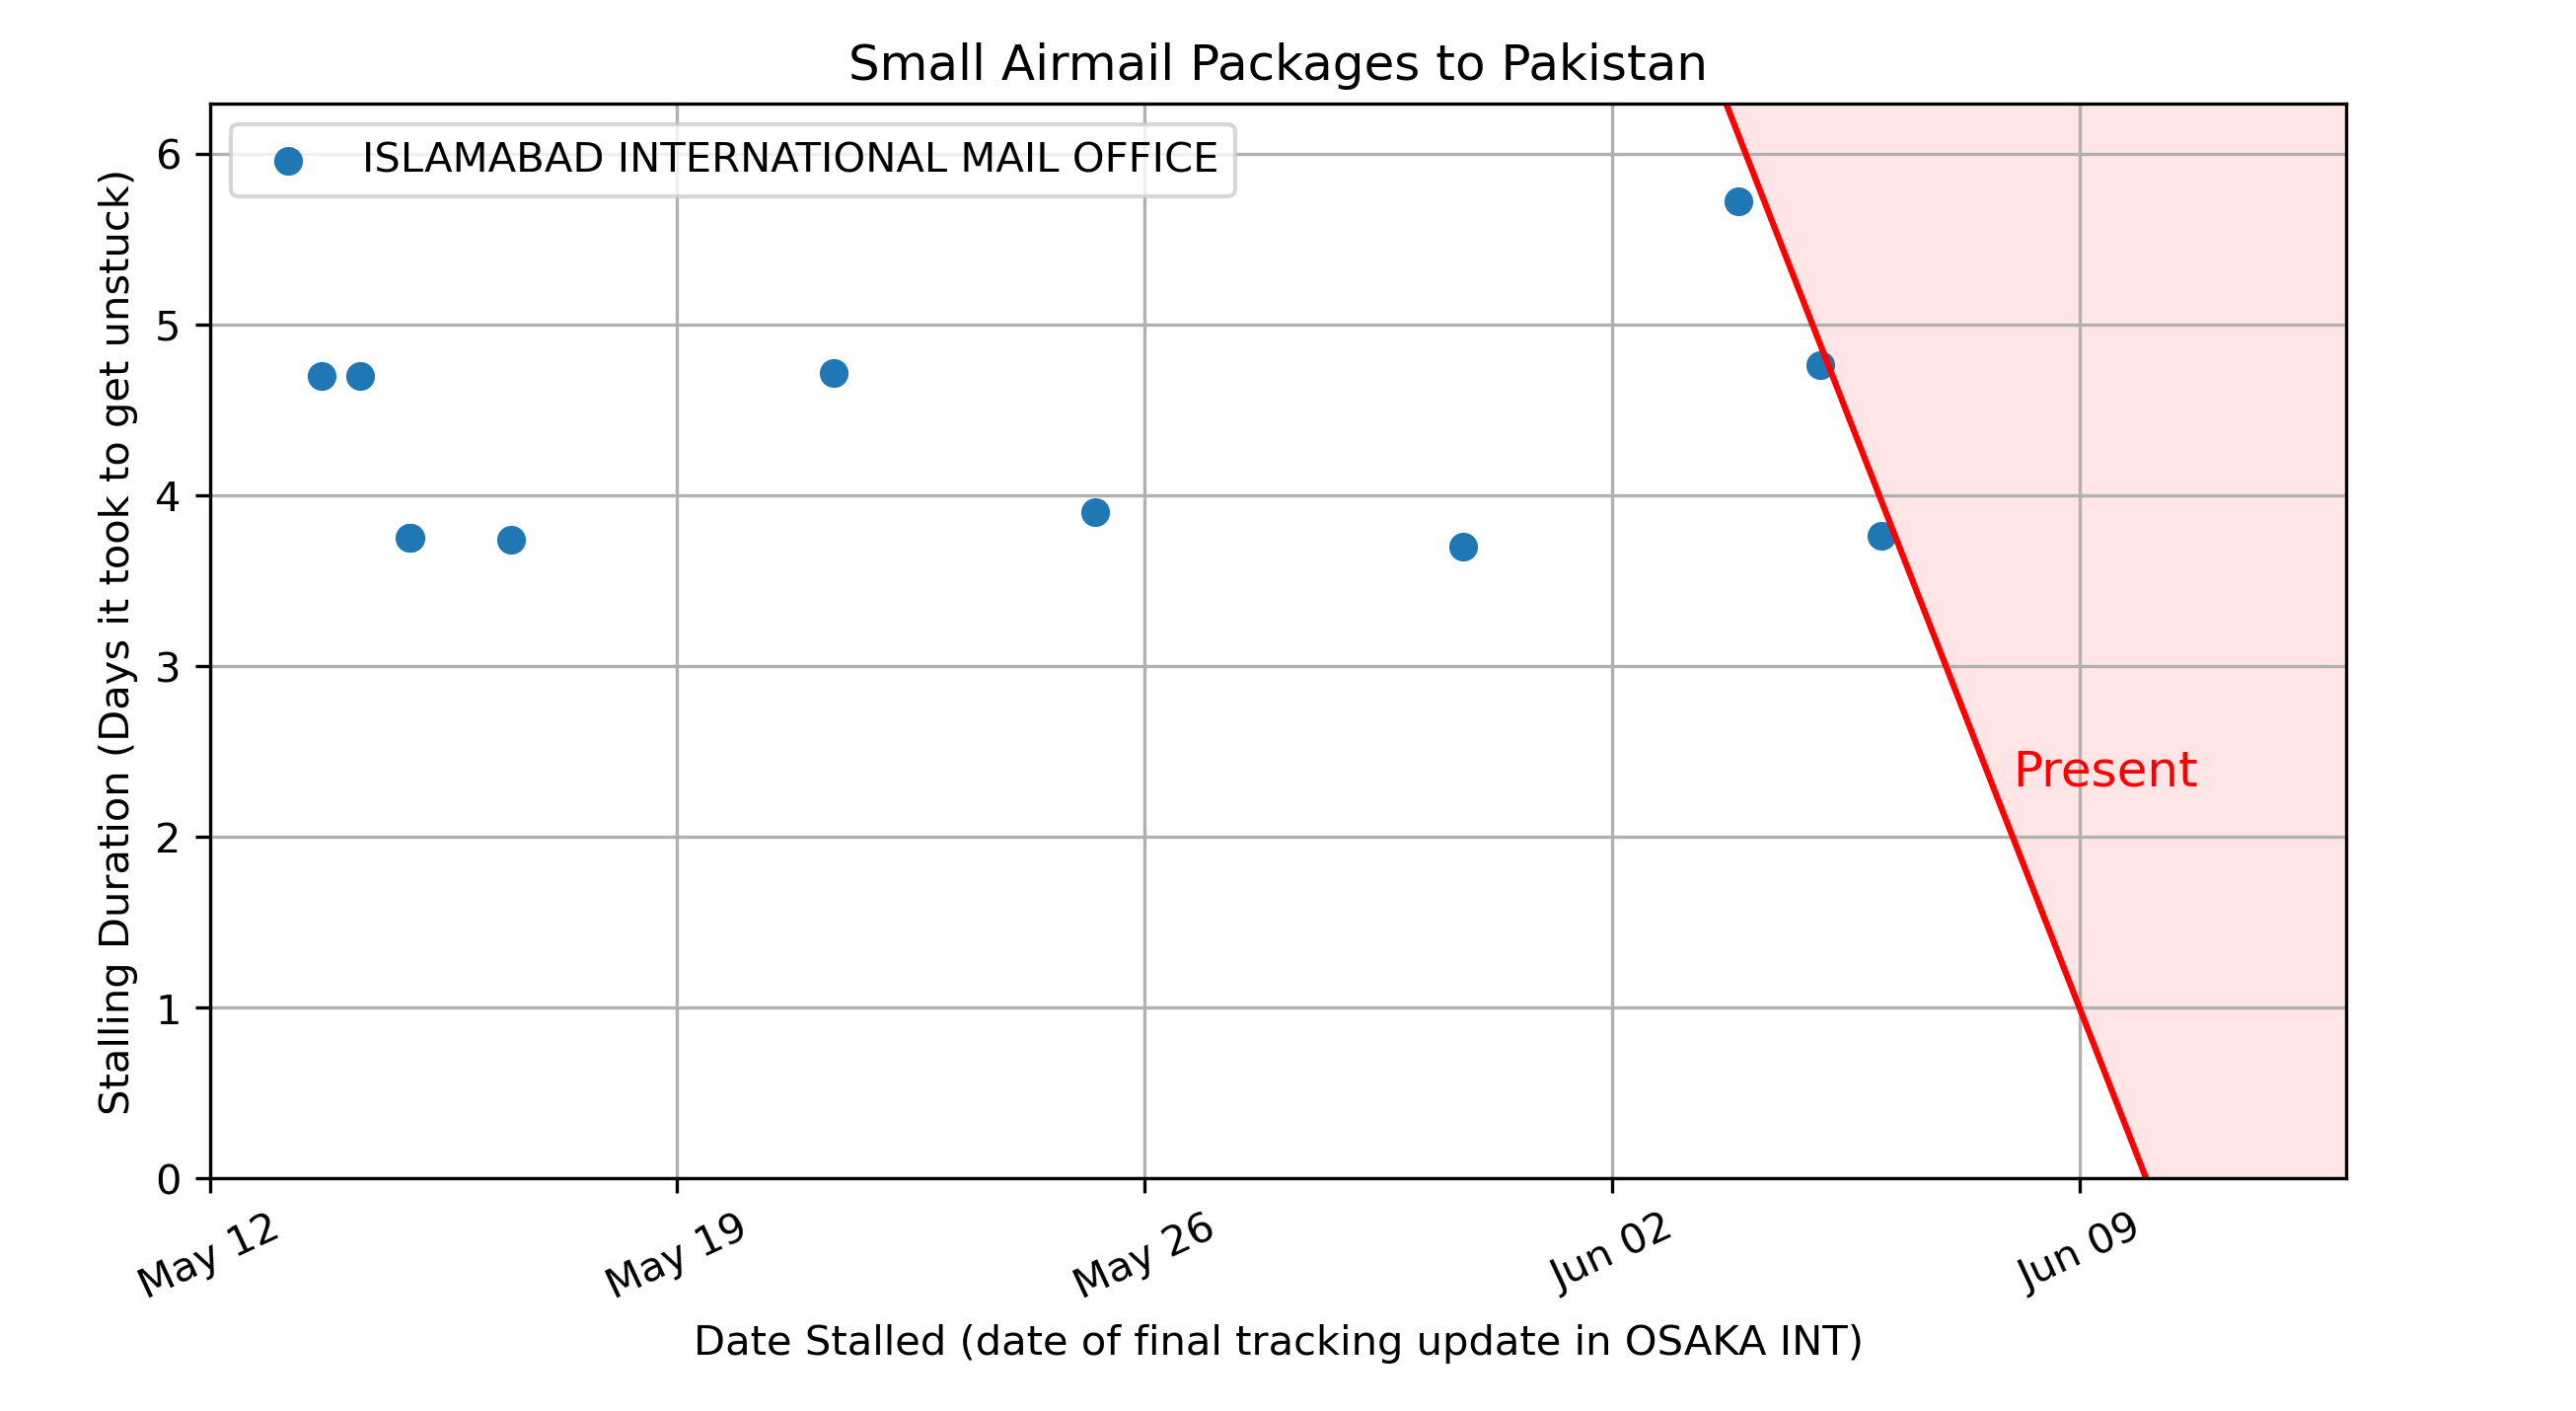 Small Airmail Packages to Pakistan
ISLAMABAD INTERNATIONAL MAIL OFFICE
Stalling Duration (Days it took to get unstuck)
6
5
4
3
2
1
0
Present
May 12
May 19
May 26
Jun 02
Jun 09
Date Stalled (date of final tracking update in OSAKA INT)